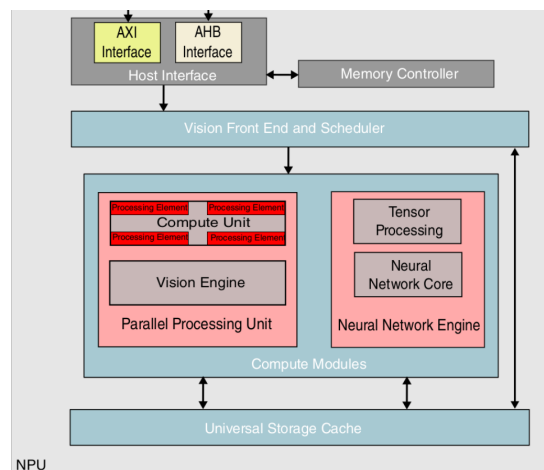 AXI
Interface
AHB
Interface
Host Interface
Memory Controller
Vision Front End and Scheduler
Processing Element
Processing Element
Compute Unit
Processing Element
Processing Element
Vision Engine
Parallel Processing Unit
Tensor
Processing
Neural
Network Core
Neural Network Engine
Compute Modules
Universal Storage Cache
NPU